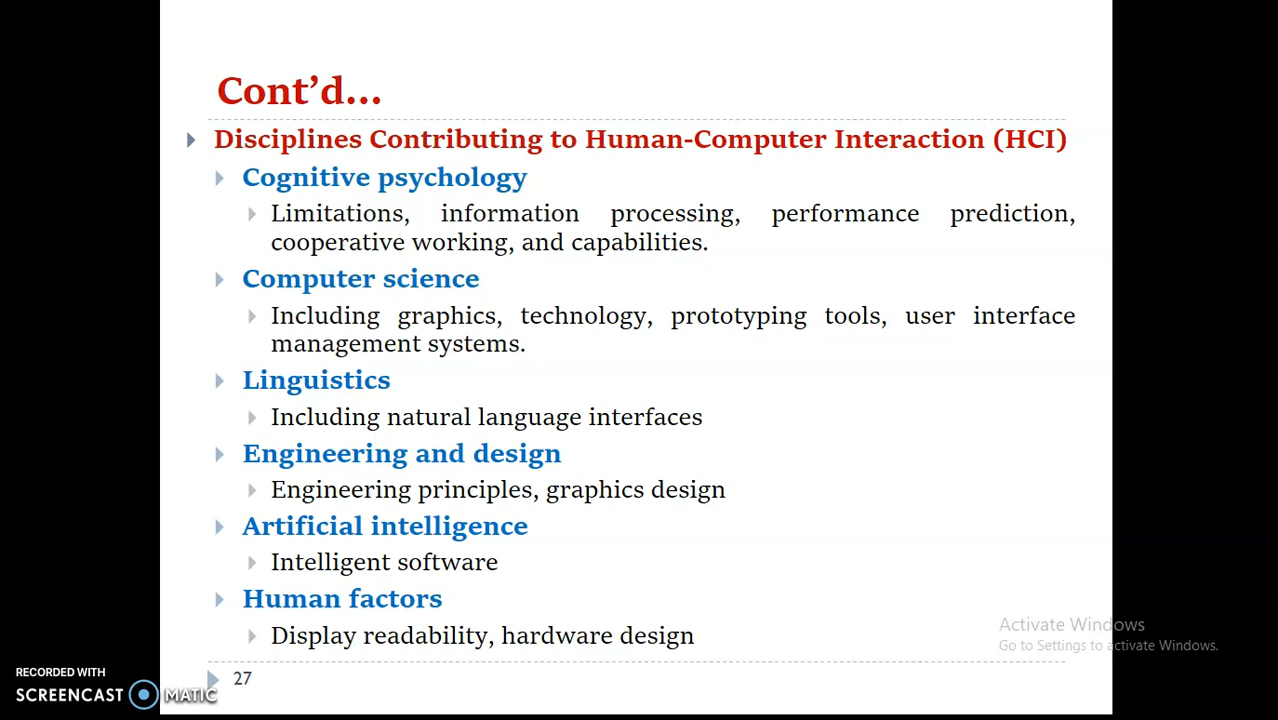 Cont’d…
Disciplines Contributing to Human-Computer Interaction (HCI)
Cognitive psychology
Limitations, information processing, performance prediction,
cooperative working, and capabilities.
Computer science
Including graphics, technology, prototyping tools, user interface
management systems.
Linguistics
Including natural language interfaces
Engineering and design
Engineering principles, graphics design
Artificial intelligence
Intelligent software
Human factors
Display readability, hardware design
Activate Windows
Go to Settings to activate Windows.
27
RECORDED WITH
SCREENCAST MATIC